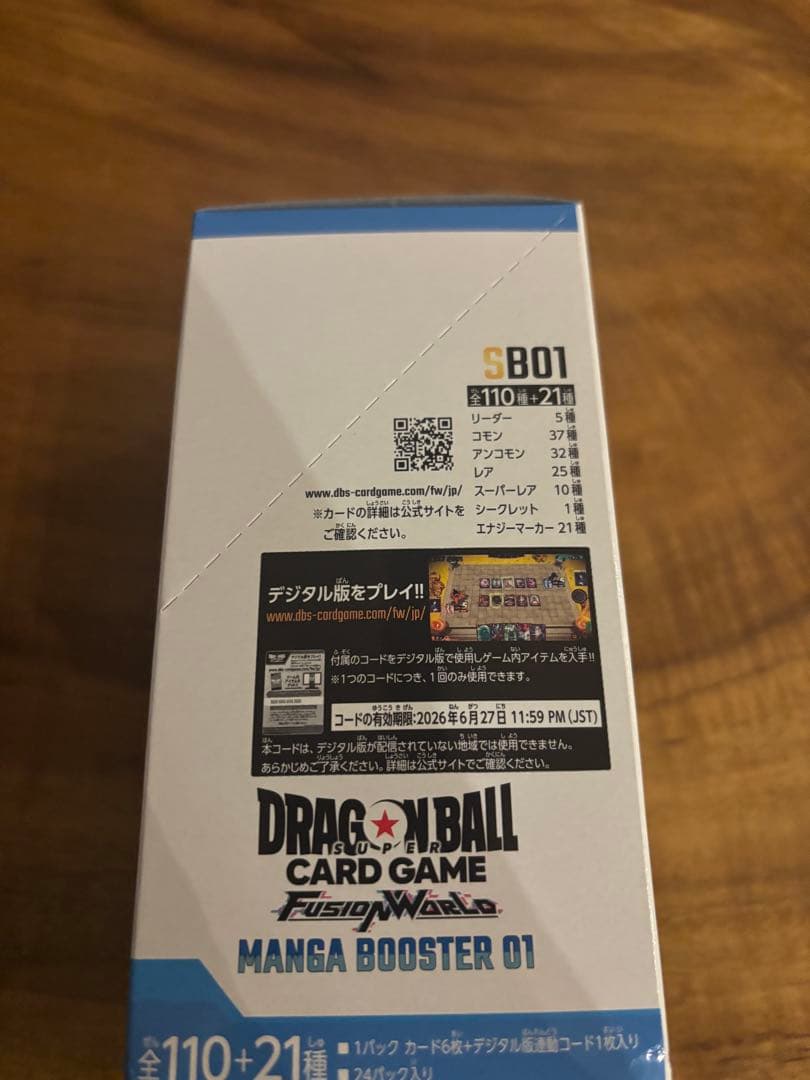 SB01
全110種+21種
リーダー 5種
コモン 37種
アンコモン 32種
レア 25種
スーパーレア 10種
シークレット 1種
エナジーマーカー 21種
www.dbs-cardgame.com/fw/jp/
※カードの詳細は公式サイトを
ご確認ください。
デジタル版をプレイ!!
www.dbs-cardgame.com/fw/jp/
付属のコードをデジタル版で使用しゲーム内アイテムを入手!!
※1つのコードにつき、1回のみ使用できます。
コードの有効期限:2026年6月27日 11:59 PM (JST)
本コードは、デジタル版が配信されていない地域では使用できません。
あらかじめご了承ください。詳細は公式サイトでご確認ください。
DRAGON BALL
SUPER
CARD GAME
FUSION WORLD
MANGA BOOSTER 01
全110+21種
■1パック カード6枚+デジタル版連動コード1枚入り
■24パック入り